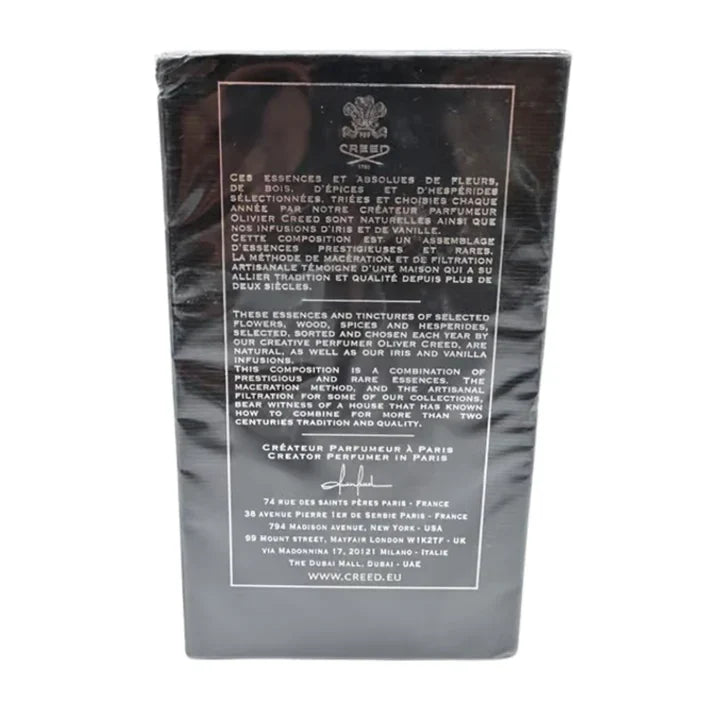 CREED
1760
CES ESSENCES ET ABSOLUES DE FLEURS,
DE BOIS, D'ÉPICES ET D'HESPÉRIDES
SÉLECTIONNÉES, TRIÉES ET CHOISIES CHAQUE
ANNÉE PAR NOTRE CRÉATEUR PARFUMEUR
OLIVIER CREED SONT NATURELLES AINSI QUE
NOS INFUSIONS D'IRIS ET DE VANILLE.
CETTE COMPOSITION EST UN ASSEMBLAGE
D'ESSENCES PRESTIGIEUSES ET RARES.
LA MÉTHODE DE MACÉRATION ET DE FILTRATION
ARTISANALE TÉMOIGNE D'UNE MAISON QUI A SU
ALLIER TRADITION ET QUALITÉ DEPUIS PLUS DE
DEUX SIÈCLES.
THESE ESSENCES AND TINCTURES OF SELECTED
FLOWERS, WOOD, SPICES AND HESPERIDES,
SELECTED, SORTED AND CHOSEN EACH YEAR BY
OUR CREATIVE PERFUMER OLIVER CREED, ARE
NATURAL, AS WELL AS OUR IRIS AND VANILLA
INFUSIONS.
THIS COMPOSITION IS A COMBINATION OF
PRESTIGIOUS AND RARE ESSENCES. THE
MACERATION METHOD, AND THE ARTISANAL
FILTRATION FOR SOME OF OUR COLLECTIONS,
BEAR WITNESS OF A HOUSE THAT HAS KNOWN
HOW TO COMBINE FOR MORE THAN TWO
CENTURIES TRADITION AND QUALITY.
CRÉATEUR PARFUMEUR À PARIS
CREATOR PERFUMER IN PARIS
74 RUE DES SAINTS PÈRES PARIS - FRANCE
38 AVENUE PIERRE 1ER DE SERBIE PARIS - FRANCE
794 MADISON AVENUE, NEW YORK - USA
99 MOUNT STREET, MAYFAIR LONDON W1K2TF - UK
VIA MADONNINA 17, 20121 MILANO - ITALIE
THE DUBAI MALL, DUBAI - UAE
WWW.CREED.EU